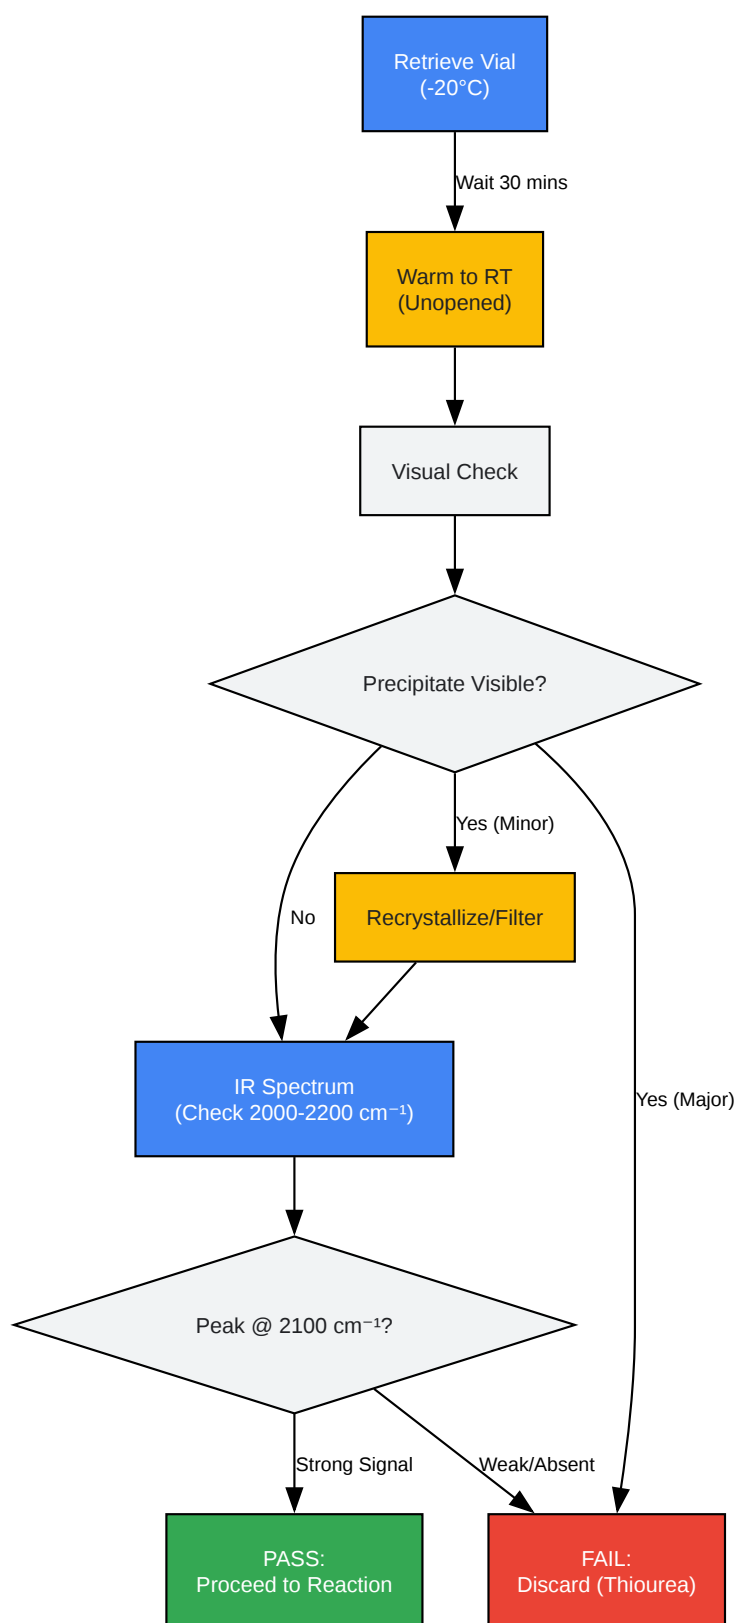 Retrieve Vial
(-20°C)
Wait 30 mins
Warm to RT
(Unopened)
Visual Check
Precipitate Visible?
Yes (Minor)
No
Recrystallize/Filter
IR Spectrum
(Check 2000-2200 cm⁻¹)
Yes (Major)
Peak @ 2100 cm⁻¹?
Strong Signal
Weak/Absent
PASS:
Proceed to Reaction
FAIL:
Discard (Thiourea)